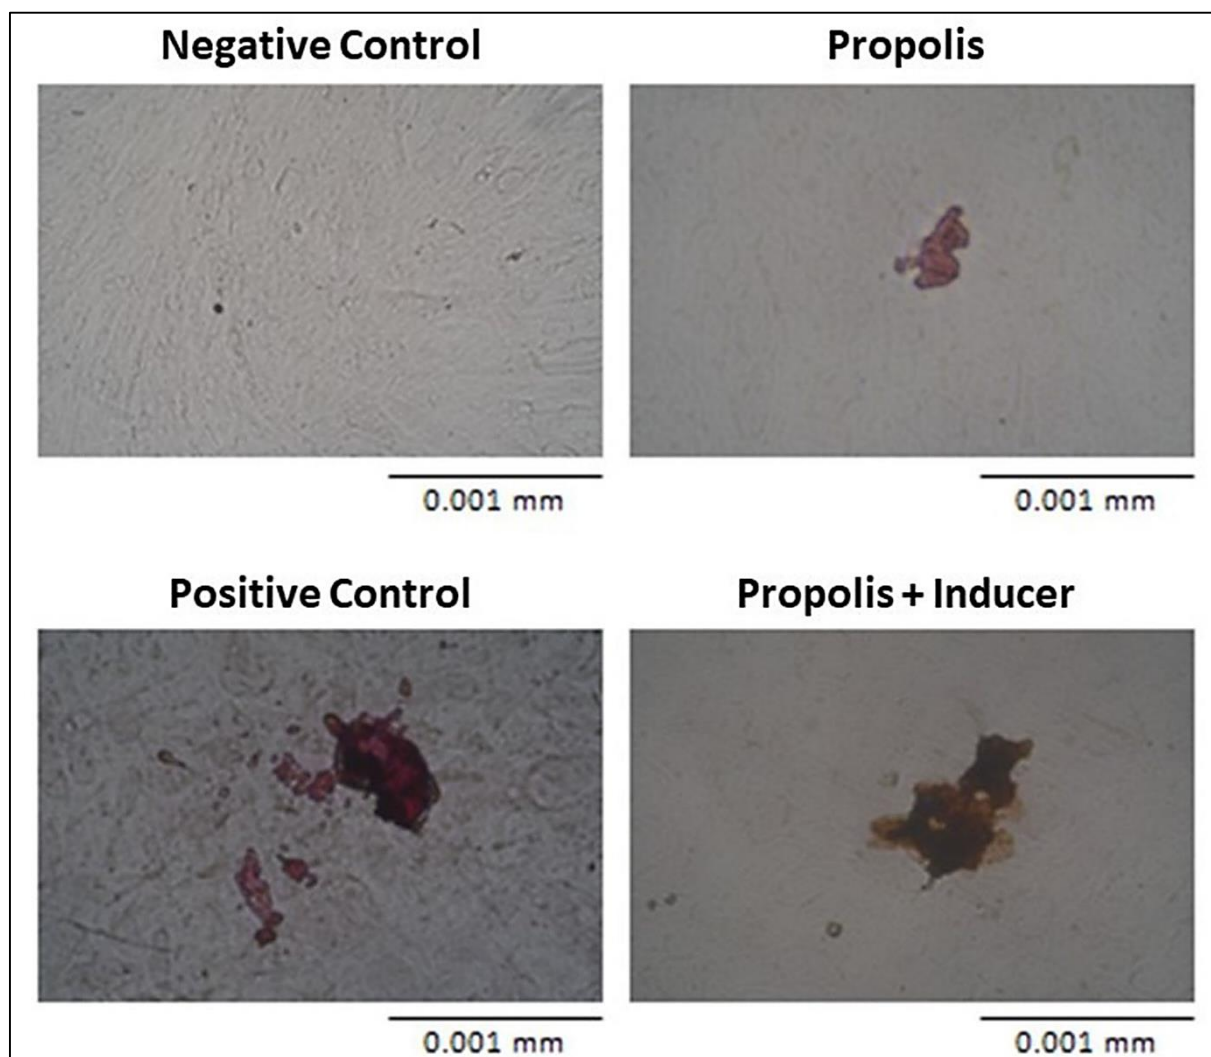 Negative Control
Propolis
0.001 mm
0.001 mm
Positive Control
Propolis + Inducer
0.001 mm
0.001 mm